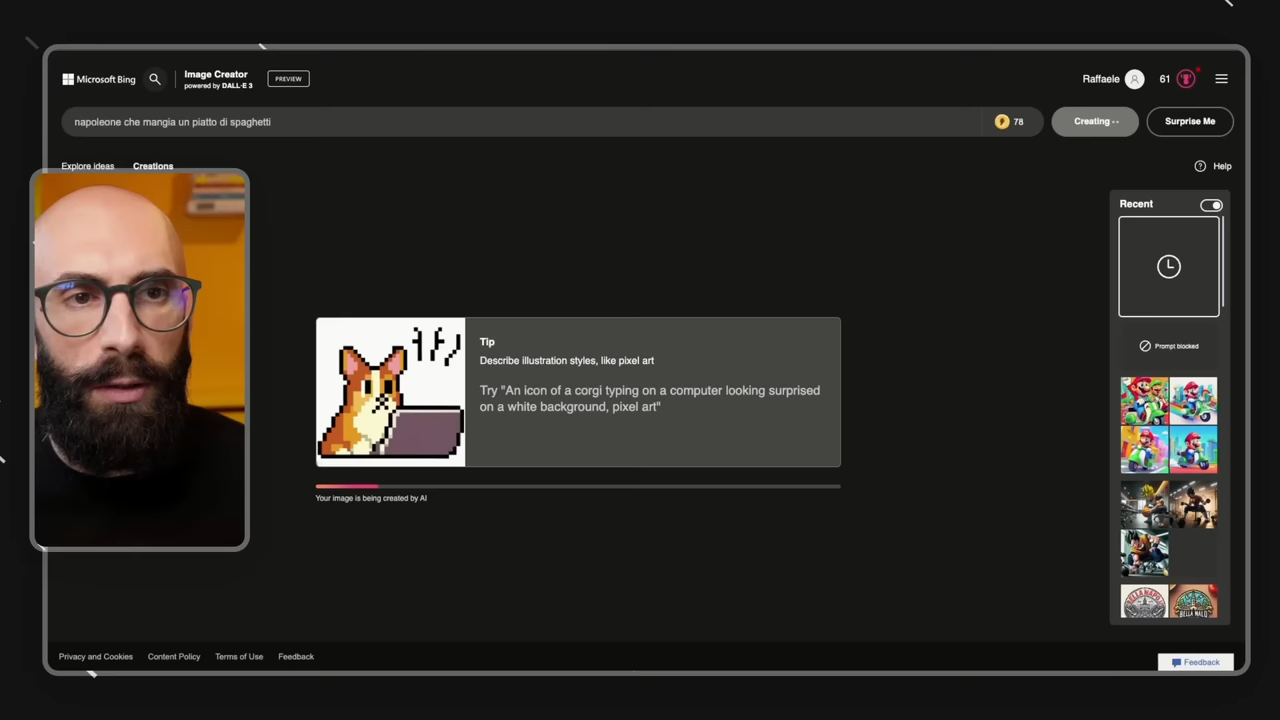 Microsoft Bing
Image Creator
powered by DALL·E 3
PREVIEW
Raffaele
61
napoleone che mangia un piatto di spaghetti
78
Creating
Surprise Me
Explore ideas
Creations
Help
Recent
Tip
Describe illustration styles, like pixel art
Try "An icon of a corgi typing on a computer looking surprised
on a white background, pixel art"
Prompt blocked
Your image is being created by AI
BELLA NAPOLI
Privacy and Cookies
Content Policy
Terms of Use
Feedback
Feedback